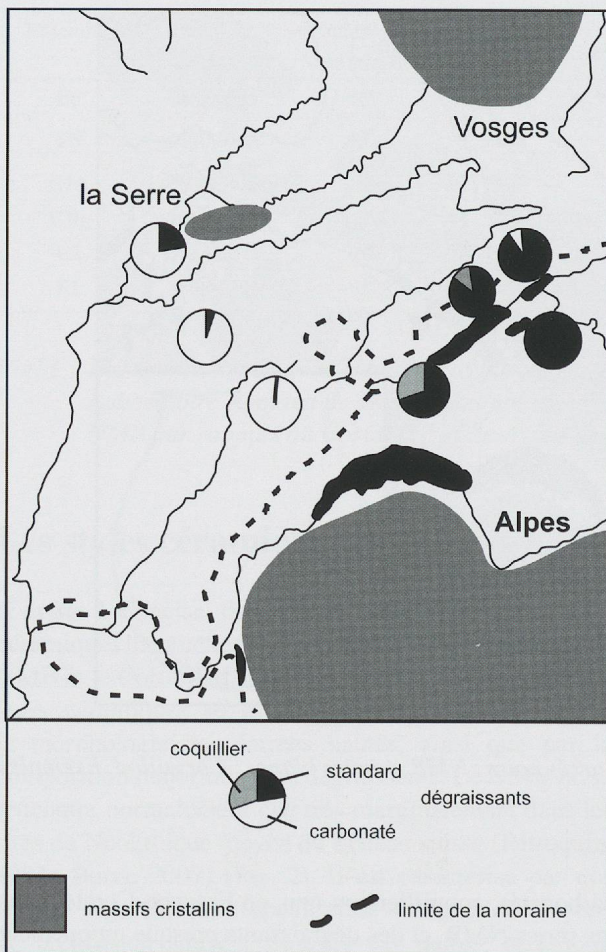 Vosges
la Serre
Alpes
coquillier
standard
dégraissants
carbonaté
massifs cristallins
limite de la moraine